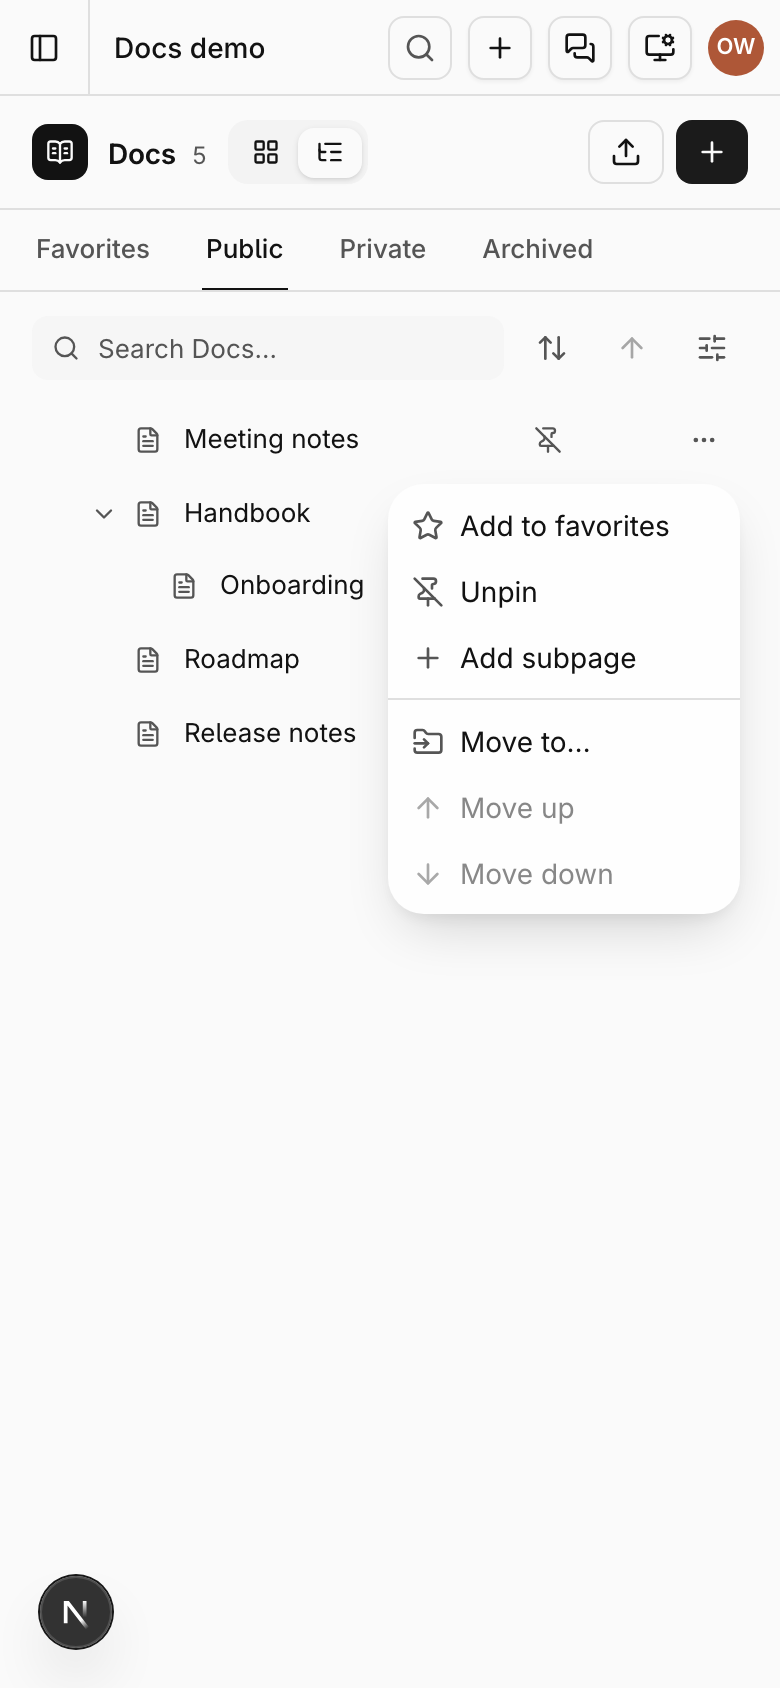 Docs demo
OW
Docs 5
Favorites Public Private Archived
Search Docs...
Meeting notes
Handbook
Add to favorites
Onboarding
Unpin
Roadmap
Add subpage
Release notes
Move to...
Move up
Move down
N